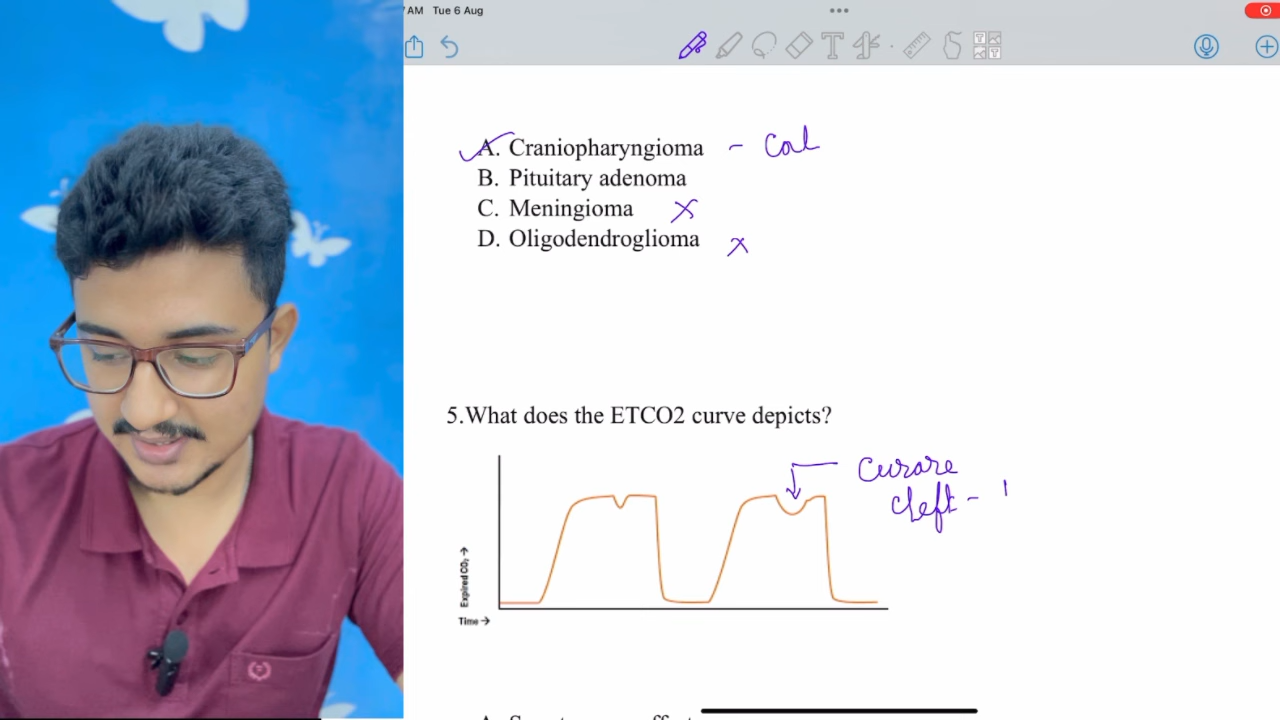 AM Tue 6 Aug
A. Craniopharyngioma - Cal
B. Pituitary adenoma
C. Meningioma x
D. Oligodendroglioma x
5.What does the ETCO2 curve depicts?
Curare
cleft -
Expired CO₂ →
Time →